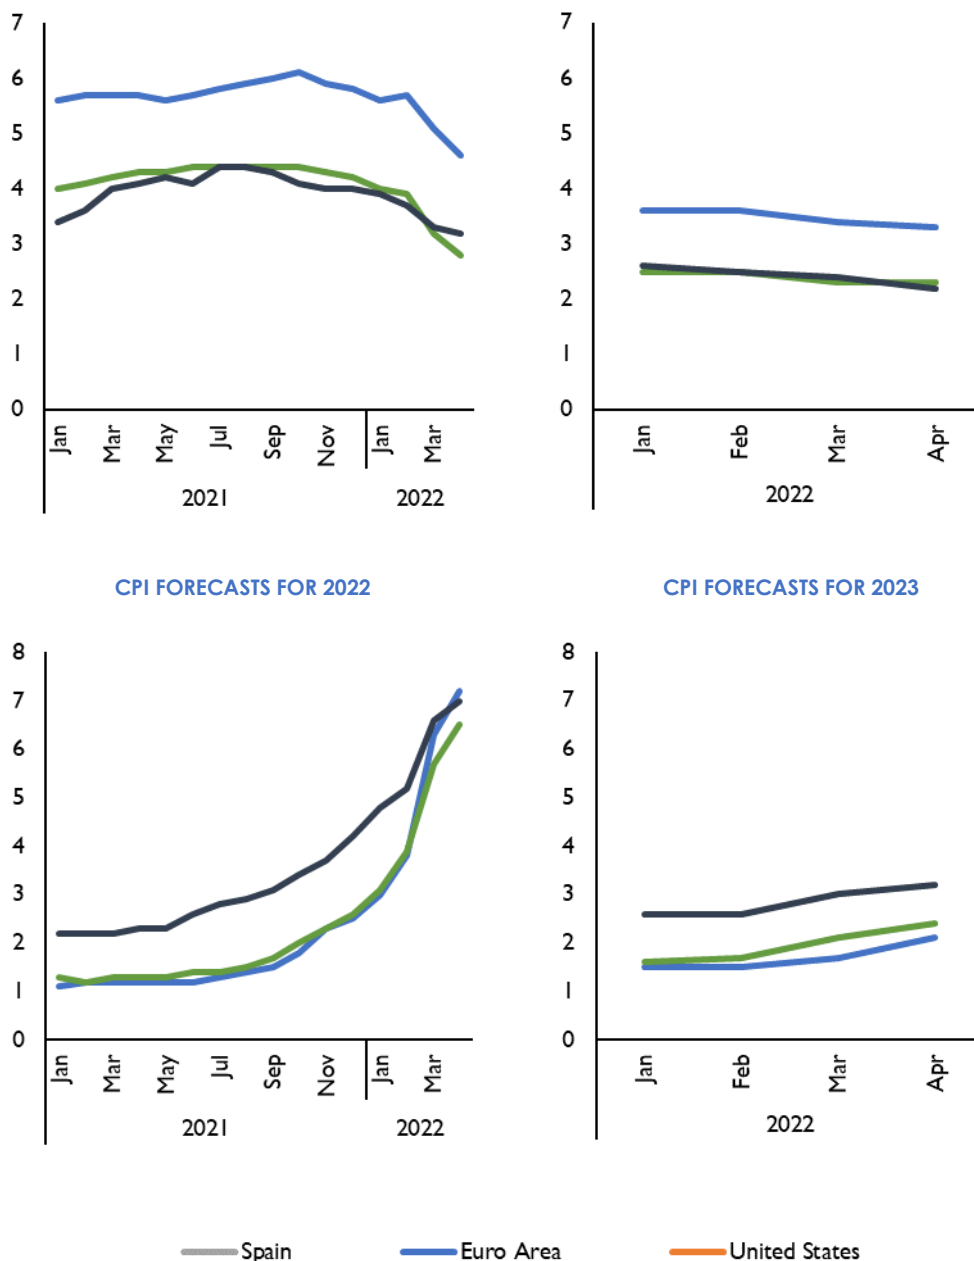 7
6
5
4
3
2
1
0
Jan
Mar
May
Jul
Sep
Nov
Jan
Mar
2021
2022
7
6
5
4
3
2
1
0
Jan
Feb
Mar
Apr
2022
CPI FORECASTS FOR 2022
8
7
6
5
4
3
2
1
0
Jan
Mar
May
Jul
Sep
Nov
Jan
Mar
2021
2022
CPI FORECASTS FOR 2023
8
7
6
5
4
3
2
1
0
Jan
Feb
Mar
Apr
2022
Spain
Euro Area
United States